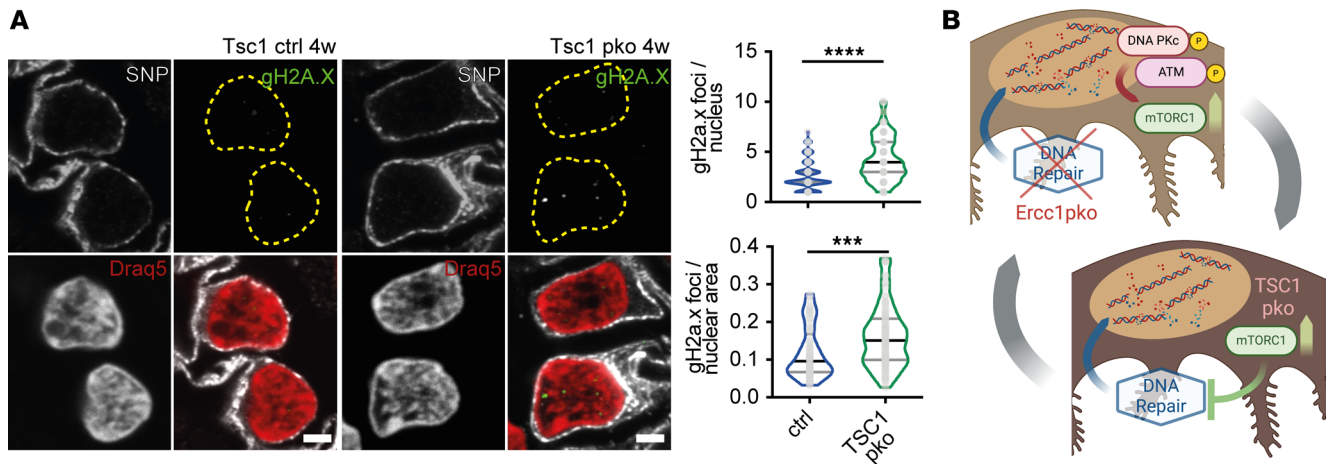 A
Tsc1 ctrl 4w
Tsc1 pko 4w
SNP
gH2A.X
SNP
gH2A.X
Draq5
Draq5
gH2a.x foci /
nucleus
15
10
5
0
****
gH2a.x foci /
nuclear area
0.4
0.3
0.2
0.1
0.0
***
ctrl
TSC1
pko
B
DNA PKc
P
ATM
P
mTORC1
DNA
Repair
Ercc1pko
TSC1
pko
mTORC1
DNA
Repair